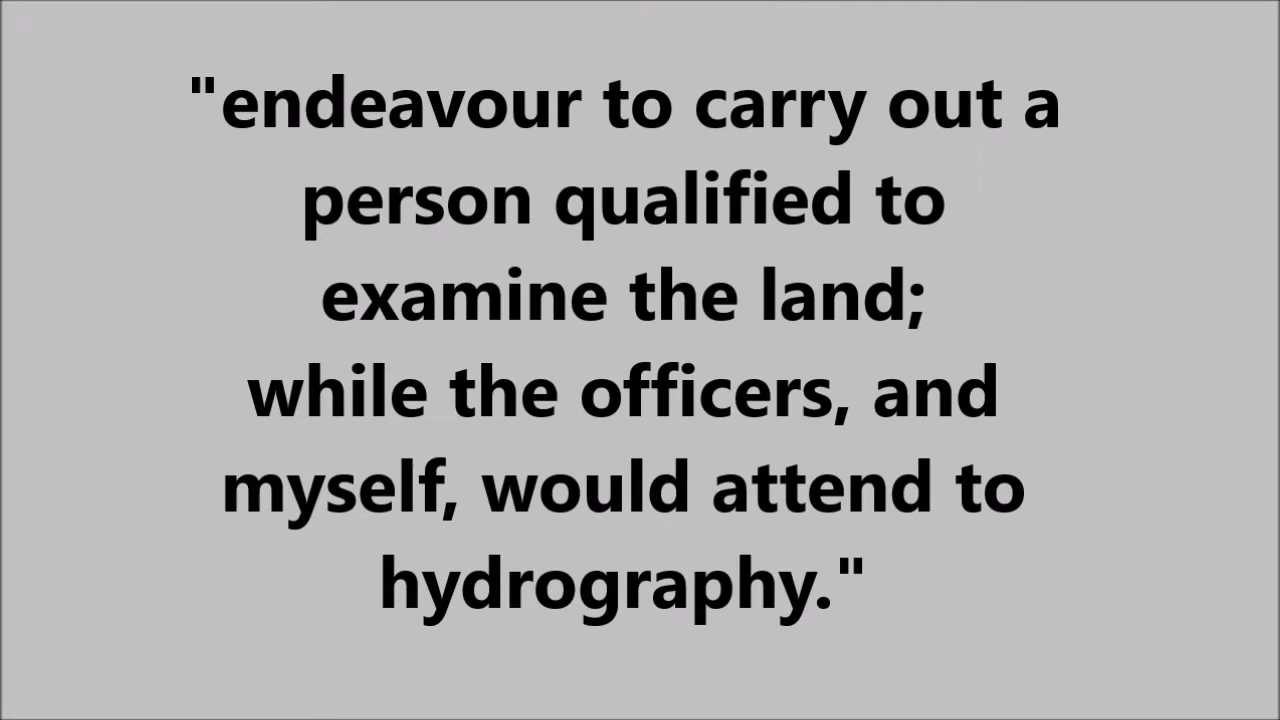 "endeavour to carry out a
person qualified to
examine the land;
while the officers, and
myself, would attend to
hydrography."